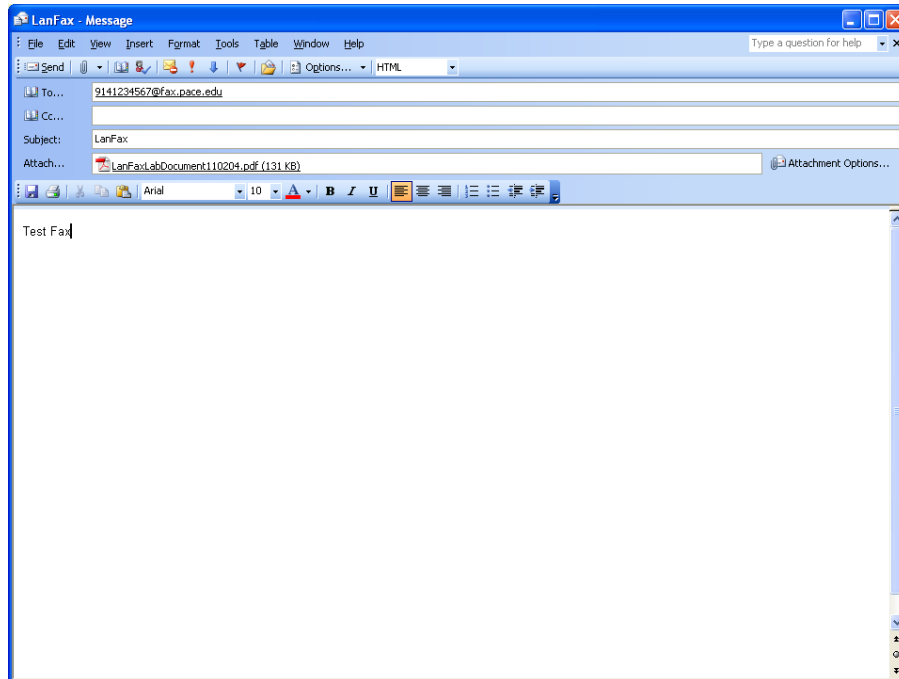 LanFax - Message
File Edit View Insert Format Tools Table Window Help Type a question for help
Send Options... HTML
To... 9141234567@fax.pace.edu
Cc...
Subject: LanFax
Attach... LanFaxLabDocument110204.pdf (131 KB) Attachment Options...
Arial 10 A B I U
Test Fax